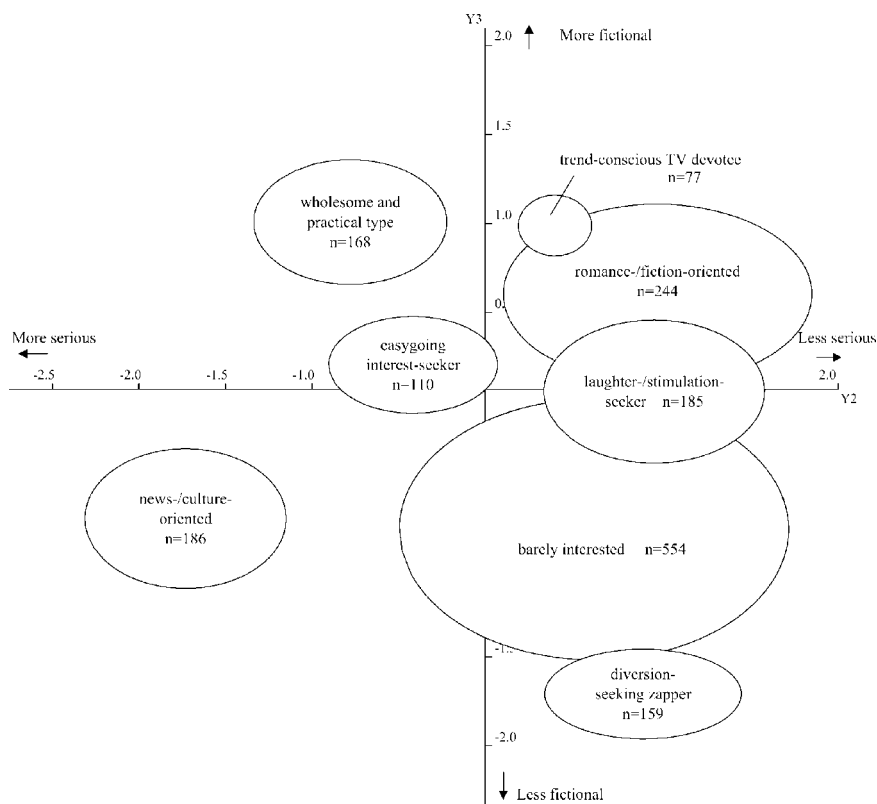 Y3
2.0
More fictional
1.5
trend-conscious TV devotee
n=77
wholesome and
practical type
n=168
1.0
romance-/fiction-oriented
n=244
0.
More serious
Less serious
easygoing
interest-seeker
n=110
-2.5
-2.0
-1.5
-1.0
laughter-/stimulation-
seeker n=185
2.0
Y2
news-/culture-
oriented
n=186
barely interested n=554
diversion-
seeking zapper
n=159
-2.0
Less fictional